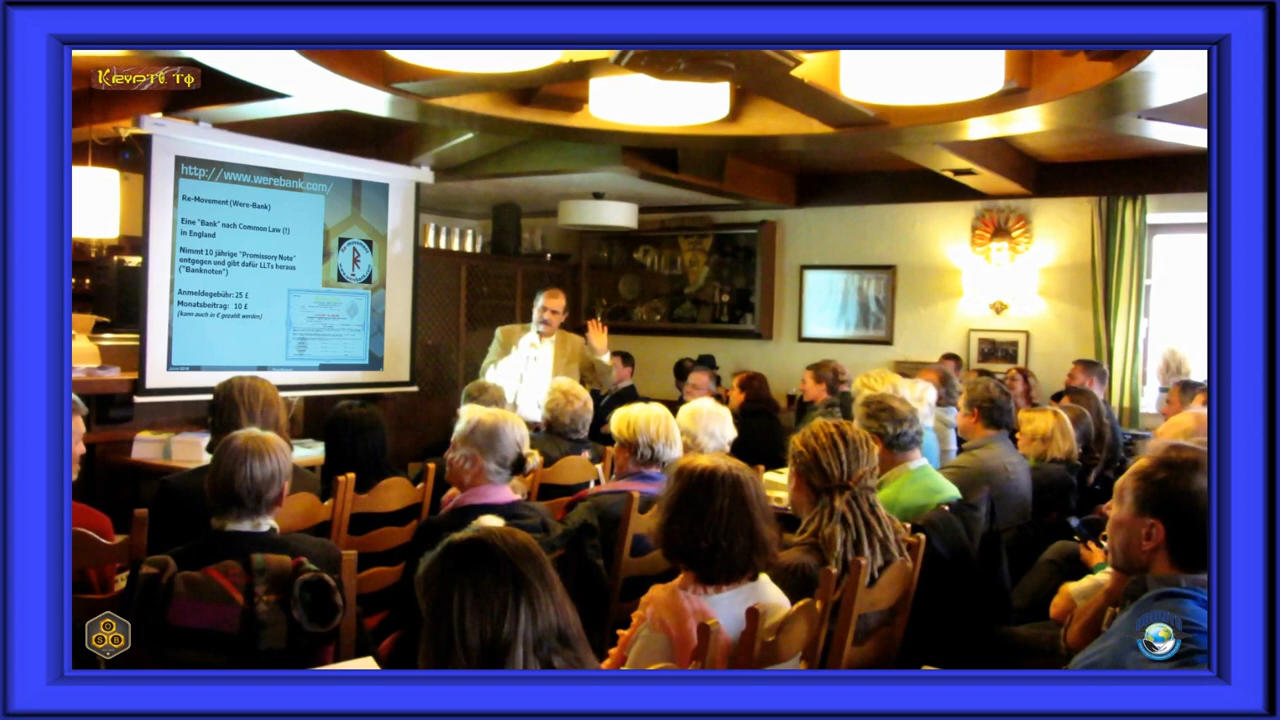 KRYPTO.TV
http://www.werebank.com/
Re-Movement (Were-Bank)
Eine "Bank" nach Common Law (!)
in England
Nimmt 10 jährige "Promissory Note"
entgegen und gibt dafür LLTs heraus
("Banknoten")
Anmeldegebühr: 25 £
Monatsbeitrag: 10 £
(kann auch in € gezahlt werden)
O
S B